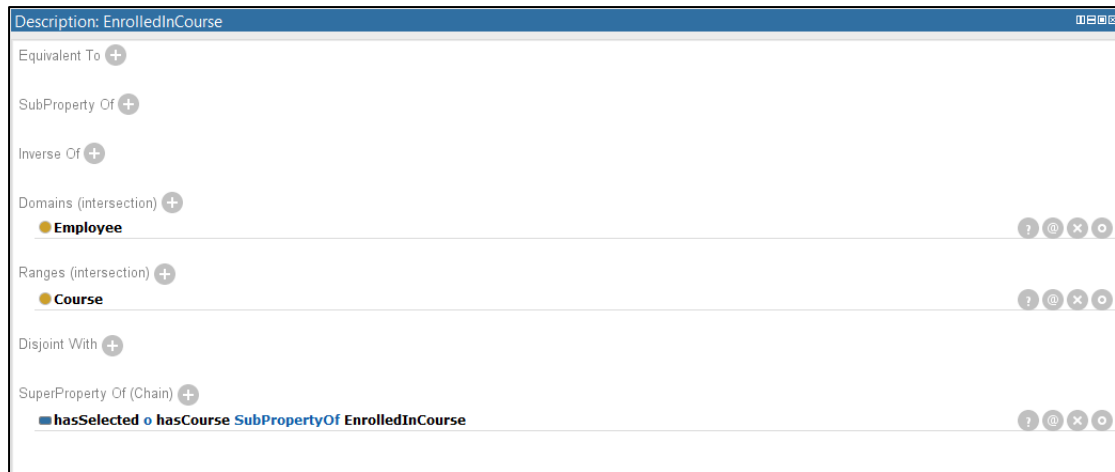 Description: EnrolledInCourse
Equivalent To
SubProperty Of
Inverse Of
Domains (intersection)
Employee
Ranges (intersection)
Course
Disjoint With
SuperProperty Of (Chain)
hasSelected o hasCourse SubPropertyOf EnrolledInCourse